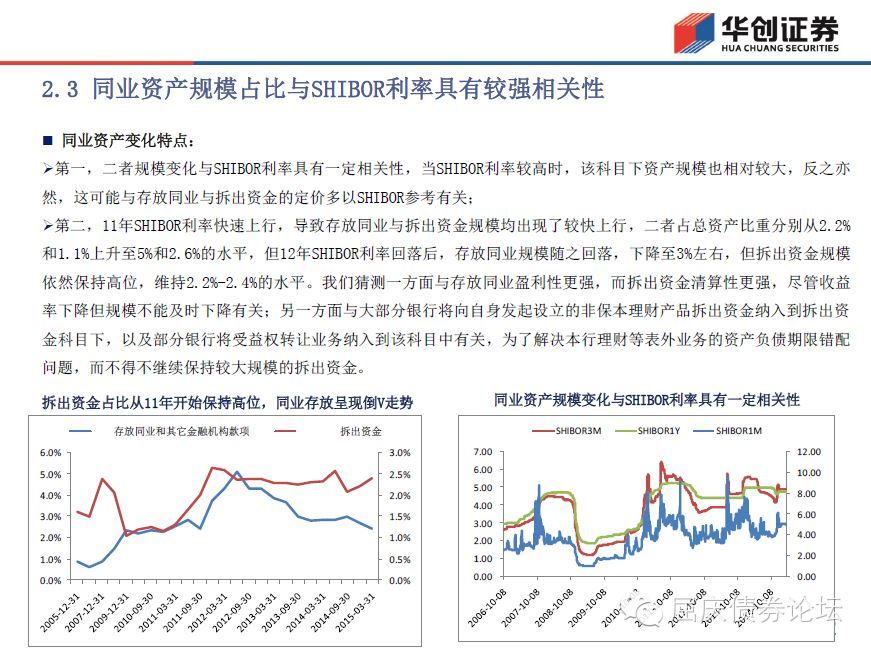 华创证券
HUA CHUANG SECURITIES
2.3 同业资产规模占比与SHIBOR利率具有较强相关性
■ 同业资产变化特点：
➢第一，二者规模变化与SHIBOR利率具有一定相关性，当SHIBOR利率较高时，该科目下资产规模也相对较大，反之亦
然，这可能与存放同业与拆出资金的定价多以SHIBOR参考有关；
➢第二，11年SHIBOR利率快速上行，导致存放同业与拆出资金规模均出现了较快上行，二者占总资产比重分别从2.2%
和1.1%上升至5%和2.6%的水平，但12年SHIBOR利率回落后，存放同业规模随之回落，下降至3%左右，但拆出资金规模
依然保持高位，维持2.2%-2.4%的水平。我们猜测一方面与存放同业盈利性更强，而拆出资金清算性更强，尽管收益
率下降但规模不能及时下降有关；另一方面与大部分银行将向自身发起设立的非保本理财产品拆出资金纳入到拆出资
金科目下，以及部分银行将受益权转让业务纳入到该科目中有关，为了解决本行理财等表外业务的资产负债期限错配
问题，而不得不继续保持较大规模的拆出资金。
拆出资金占比从11年开始保持高位，同业存放呈现倒V走势
存放同业和其它金融机构款项 拆出资金
6.0% 3.0%
5.0% 2.5%
4.0% 2.0%
3.0% 1.5%
2.0% 1.0%
1.0% 0.5%
0.0% 0.0%
2005-12-31 2007-12-31 2009-12-31 2010-09-30 2011-03-31 2011-09-30 2012-03-31 2012-09-30 2013-03-31 2013-09-30 2014-03-31 2014-09-30 2015-03-31
同业资产规模变化与SHIBOR利率具有一定相关性
SHIBOR3M SHIBOR1Y SHIBOR1M
7.00 12.00
6.00 10.00
5.00 8.00
4.00 6.00
3.00 4.00
2.00 2.00
1.00 0.00
0.00
2006-10-08 2007-10-08 2008-10-08 2009-10-08
屈庆债券论坛